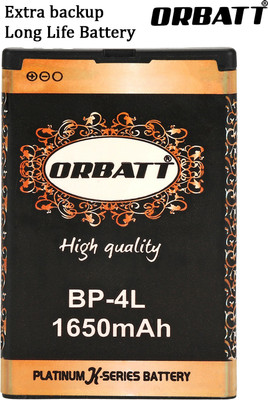 Extra backup
Long Life Battery
ORBATT
ORBATT
High quality
BP-4L
1650mAh
PLATINUM X-SERIES BATTERY